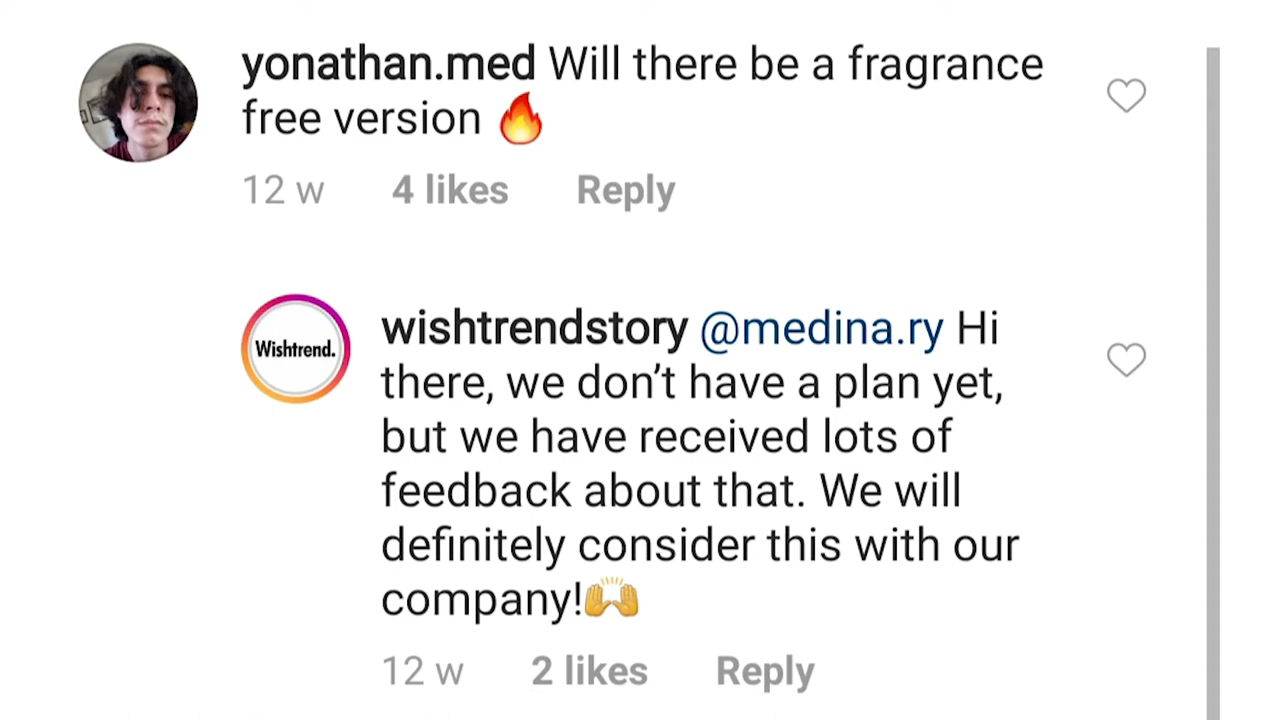 yonathan.med Will there be a fragrance
free version 🔥
12 w 4 likes Reply
Wishtrend.
wishtrendstory @medina.ry Hi
there, we don't have a plan yet,
but we have received lots of
feedback about that. We will
definitely consider this with our
company!🙌
12 w 2 likes Reply